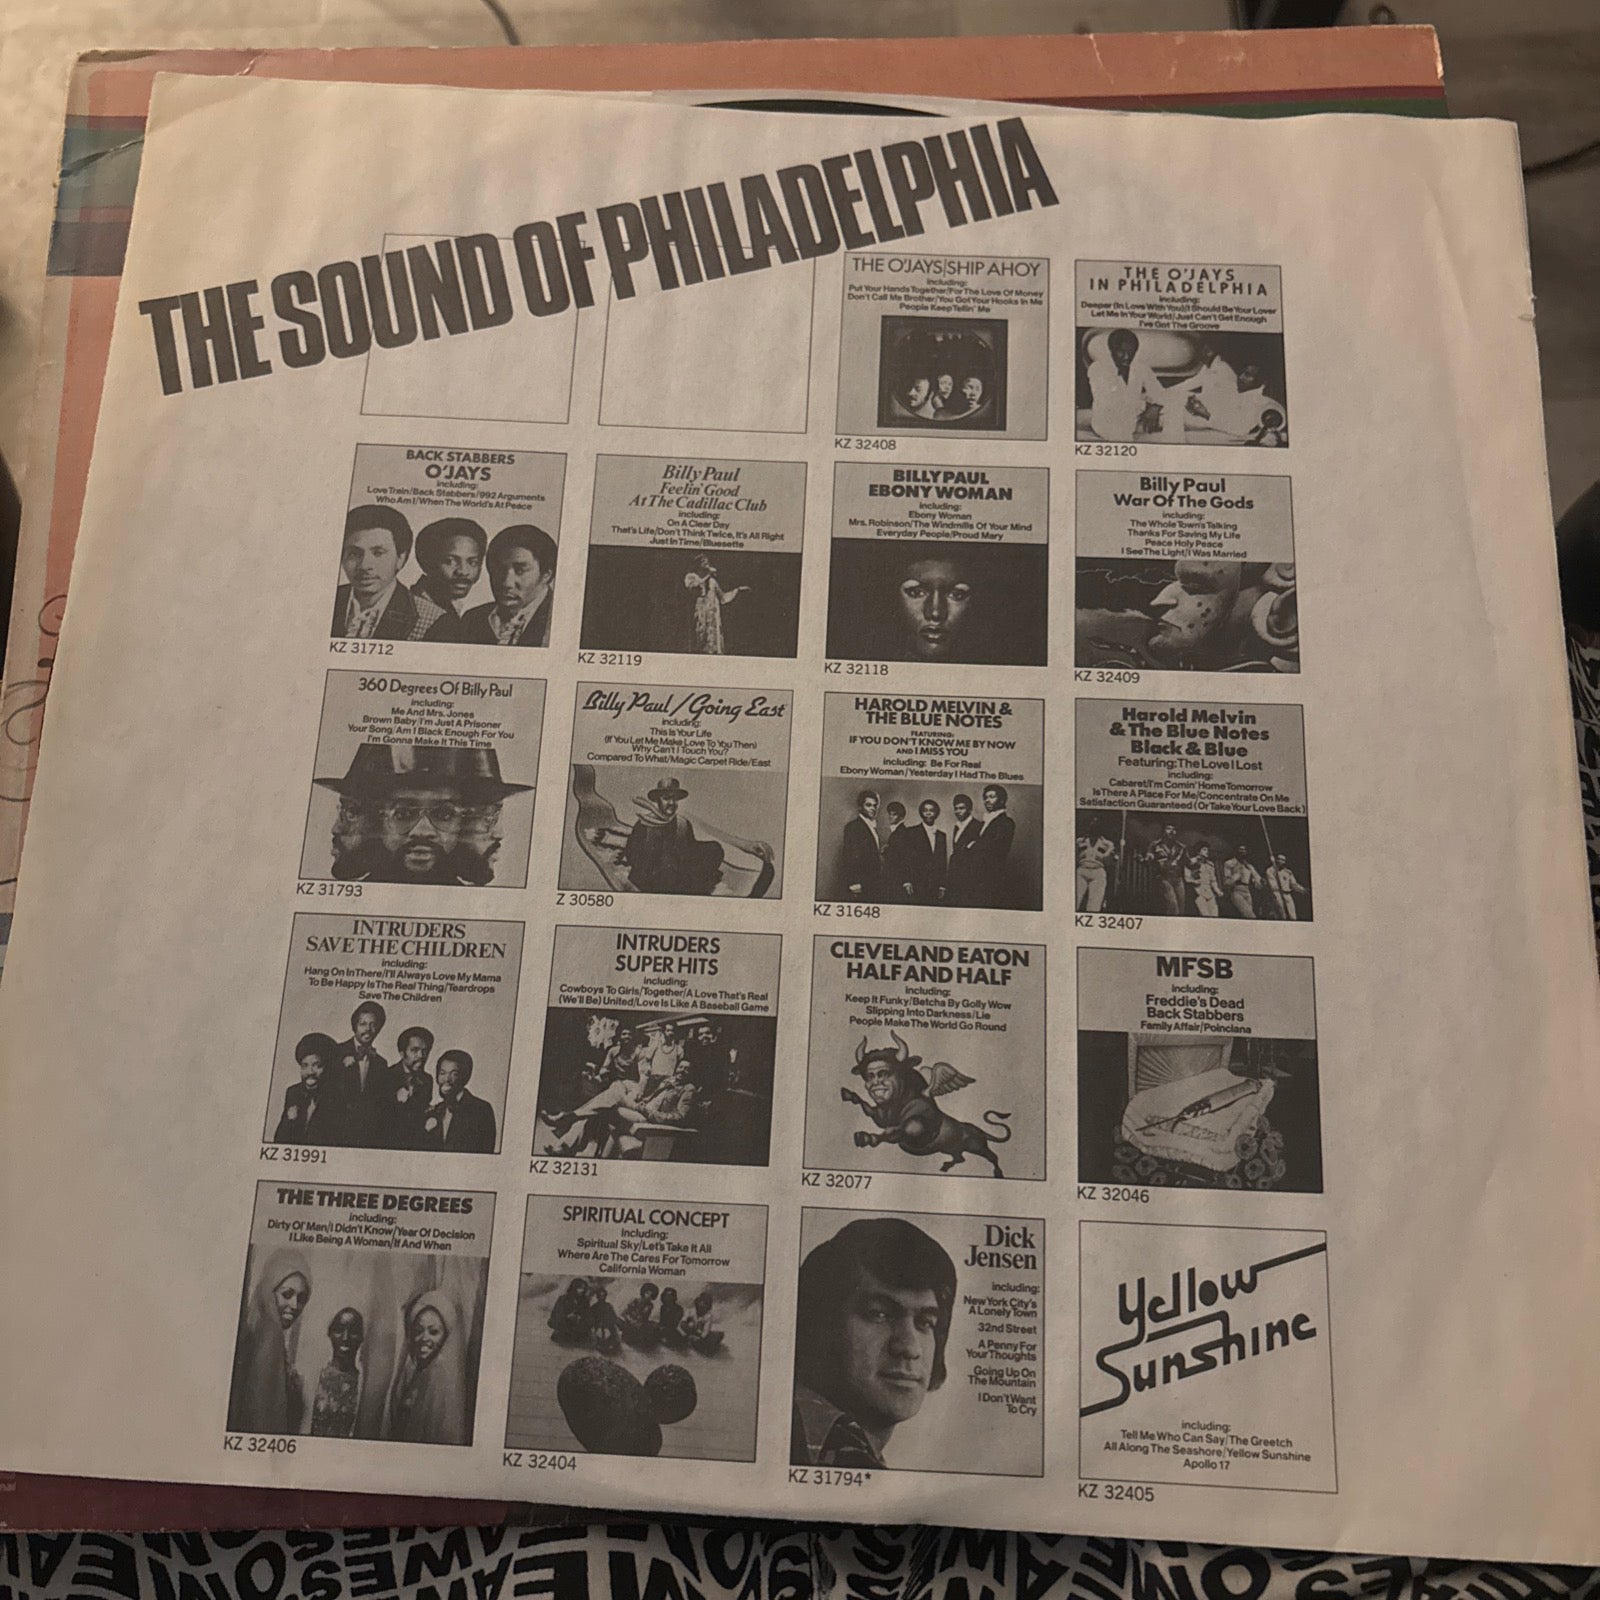 THE SOUND OF PHILADELPHIA
THE O'JAYS/SHIP AHOY
including:
Put Your Hands Together/For The Love Of Money
Don't Call Me Brother/You Got Your Hooks In Me
People Keep Tellin' Me
KZ 32408
THE O'JAYS
IN PHILADELPHIA
including:
Deeper (In Love With You)/I Should Be Your Lover
Let Me In Your World/Just Can't Get Enough
I've Got The Groove
KZ 32120
BACK STABBERS
O'JAYS
including:
Love Train/Back Stabbers/992 Arguments
Who Am I/When The World's At Peace
KZ 31712
Billy Paul
Feelin' Good
At The Cadillac Club
including:
On A Clear Day
That's Life/Don't Think Twice, It's All Right
Just In Time/Bluesette
KZ 32119
BILLY PAUL
EBONY WOMAN
including:
Ebony Woman
Mrs. Robinson/The Windmills Of Your Mind
Everyday People/Proud Mary
KZ 32118
Billy Paul
War Of The Gods
including:
The Whole Town's Talking
Thanks For Saving My Life
Peace Holy Peace
I See The Light/I Was Married
KZ 32409
360 Degrees Of Billy Paul
including:
Me And Mrs. Jones
Brown Baby/I'm Just A Prisoner
Your Song/Am I Black Enough For You
I'm Gonna Make It This Time
KZ 31793
Billy Paul/Going East
including:
This Is Your Life
(If You Let Me Make Love To You Then)
Why Can't I Touch You?
Compared To What/Magic Carpet Ride/East
Z 30580
HAROLD MELVIN &
THE BLUE NOTES
FEATURING:
IF YOU DON'T KNOW ME BY NOW
AND I MISS YOU
including: Be For Real
Ebony Woman/Yesterday I Had The Blues
KZ 31648
Harold Melvin
& The Blue Notes
Black & Blue
Featuring: The Love I Lost
including:
Cabaret/I'm Comin' Home Tomorrow
Is There A Place For Me/Concentrate On Me
Satisfaction Guaranteed (Or Take Your Love Back)
KZ 32407
INTRUDERS
SAVE THE CHILDREN
including:
Hang On In There/I'll Always Love My Mama
To Be Happy Is The Real Thing/Teardrops
Save The Children
KZ 31991
INTRUDERS
SUPER HITS
including:
Cowboys To Girls/Together/A Love That's Real
(We'll Be) United/Love Is Like A Baseball Game
KZ 32131
CLEVELAND EATON
HALF AND HALF
including:
Keep It Funky/Betcha By Golly Wow
Slipping Into Darkness/Lie
People Make The World Go Round
KZ 32077
MFSB
including:
Freddie's Dead
Back Stabbers
Family Affair/Poinciana
KZ 32046
THE THREE DEGREES
including:
Dirty Ol' Man/I Didn't Know/Year Of Decision
I Like Being A Woman/If And When
KZ 32406
SPIRITUAL CONCEPT
including:
Spiritual Sky/Let's Take It All
Where Are The Cares For Tomorrow
California Woman
KZ 32404
Dick
Jensen
including:
New York City's
A Lonely Town
32nd Street
A Penny For
Your Thoughts
Going Up On
The Mountain
I Don't Want
To Cry
KZ 31794*
Yellow
Sunshine
including:
Tell Me Who Can Say/The Greetch
All Along The Seashore/Yellow Sunshine
Apollo 17
KZ 32405
AWESOME